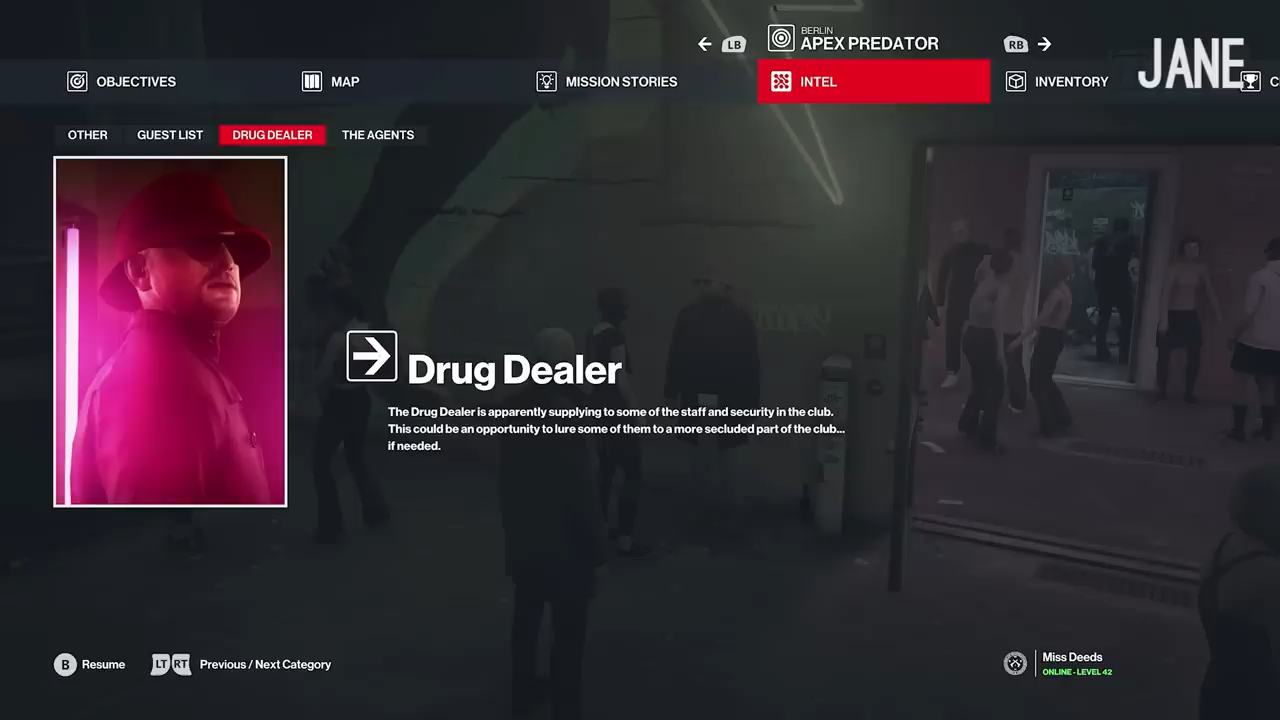 BERLIN
LB
APEX PREDATOR
RB
JANE
OBJECTIVES
MAP
MISSION STORIES
INTEL
INVENTORY
C
OTHER
GUEST LIST
DRUG DEALER
THE AGENTS
Drug Dealer
The Drug Dealer is apparently supplying to some of the staff and security in the club.
This could be an opportunity to lure some of them to a more secluded part of the club...
if needed.
B Resume
LT RT Previous / Next Category
Miss Deeds
ONLINE - LEVEL 42